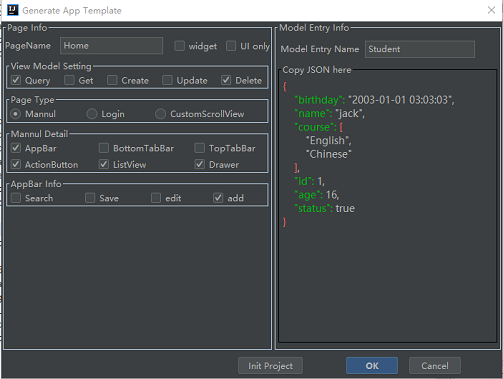 Generate App Template
Page Info
PageName Home widget UI only
View Model Setting
Query Get Create Update Delete
Page Type
Mannul Login CustomScrollView
Mannul Detail
AppBar BottomTabBar TopTabBar
ActionButton ListView Drawer
AppBar Info
Search Save edit add
Model Entry Info
Model Entry Name Student
Copy JSON here
{
"birthday": "2003-01-01 03:03:03",
"name": "Jack",
"course": [
"English",
"Chinese"
],
"id": 1,
"age": 16,
"status": true
}
Init Project OK Cancel